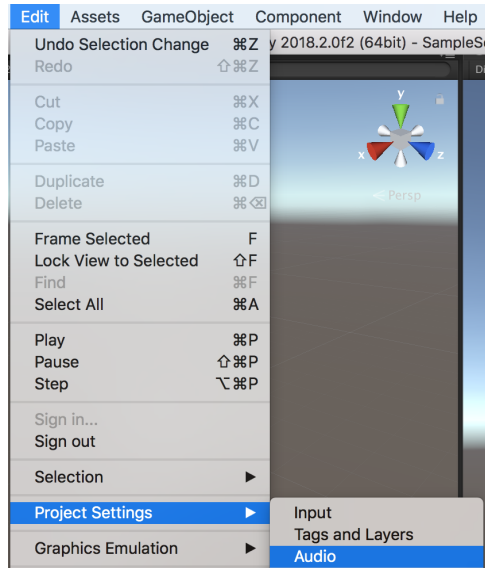 Edit Assets GameObject Component Window Help
y 2018.2.0f2 (64bit) - SampleSc
Undo Selection Change ⌘Z
Redo ⇧⌘Z
Di
Cut ⌘X
Copy ⌘C
Paste ⌘V
y
x z
Duplicate ⌘D
Delete ⌘⌫
< Persp
Frame Selected F
Lock View to Selected ⇧F
Find ⌘F
Select All ⌘A
Play ⌘P
Pause ⇧⌘P
Step ⌥⌘P
Sign in...
Sign out
Selection ▶
Project Settings ▶
Input
Tags and Layers
Graphics Emulation ▶
Audio